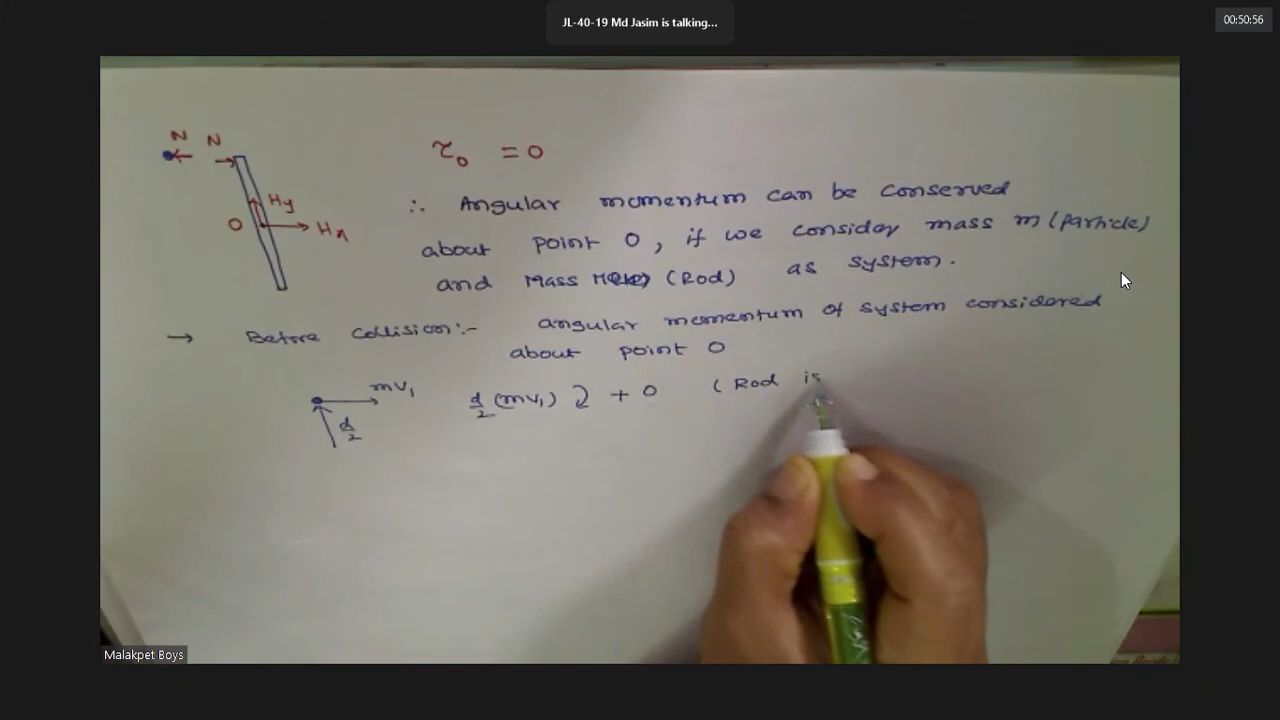 JL-40-19 Md Jasim is talking...
00:50:56
N N
Hy
O Hx
τ₀ = 0
∴ Angular momentum can be conserved
about point O, if we consider mass m (Particle)
and Mass M (Rod) as system.
→ Before Collision:- angular momentum of system considered
about point O
mv₁ d/2 (mv₁) ⤸ + 0 (Rod is
d/2
Malakpet Boys